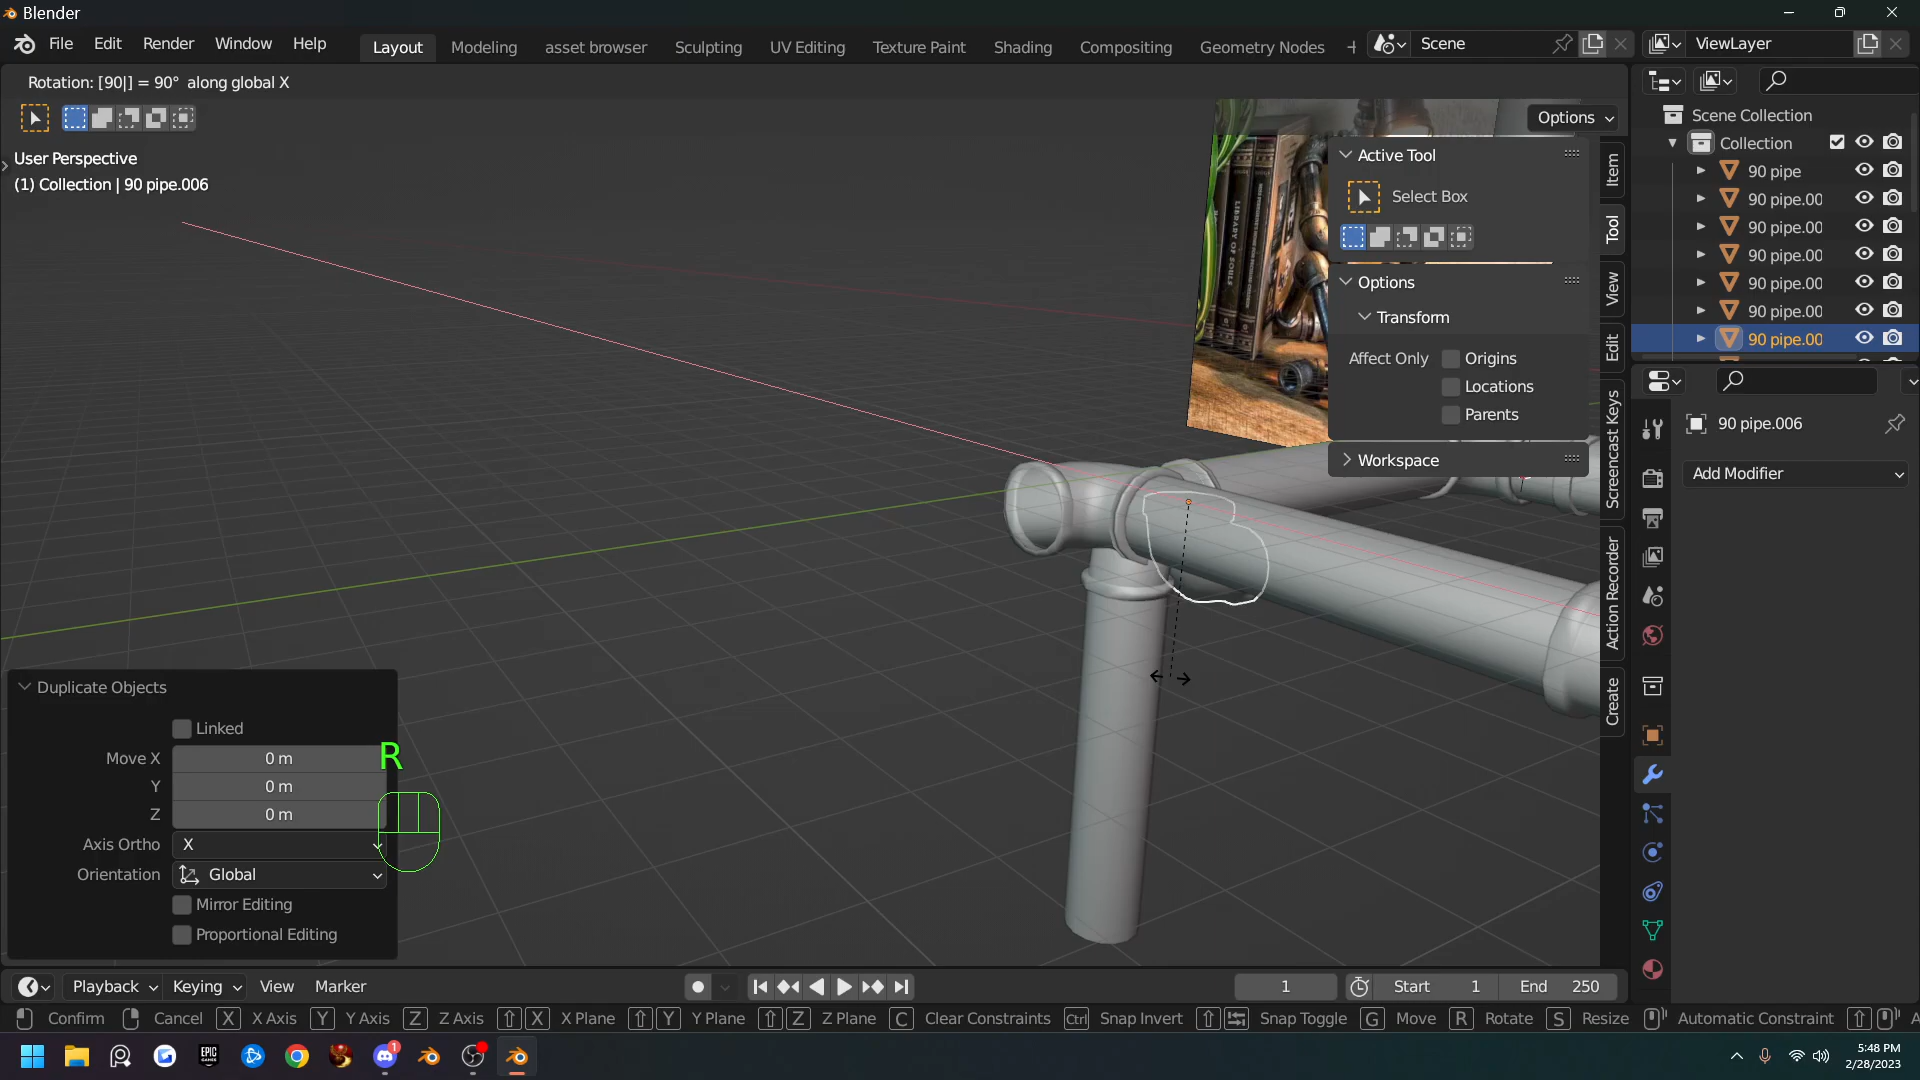 Blender
File Edit Render Window Help
Layout Modeling asset browser Sculpting UV Editing Texture Paint Shading Compositing Geometry Nodes
Scene
ViewLayer
Rotation: [90|] = 90° along global X
Options
User Perspective
(1) Collection | 90 pipe.006
Active Tool
Select Box
Options
Transform
Affect Only Origins
Locations
Parents
Workspace
Item
Tool
View
Edit
Screencast Keys
Action Recorder
Create
LIBRARY OF SOULS
Scene Collection
Collection
90 pipe
90 pipe.00
90 pipe.00
90 pipe.00
90 pipe.00
90 pipe.00
90 pipe.00
90 pipe.006
Add Modifier
Duplicate Objects
Linked
Move X 0 m
Y 0 m
Z 0 m
Axis Ortho X
Orientation Global
Mirror Editing
Proportional Editing
R
Playback Keying View Marker
1
Start 1
End 250
Confirm Cancel X X Axis Y Y Axis Z Z Axis X X Plane Y Y Plane Z Z Plane C Clear Constraints Ctrl Snap Invert Snap Toggle G Move R Rotate S Resize Automatic Constraint A
EPIC GAMES
1
5:48 PM
2/28/2023